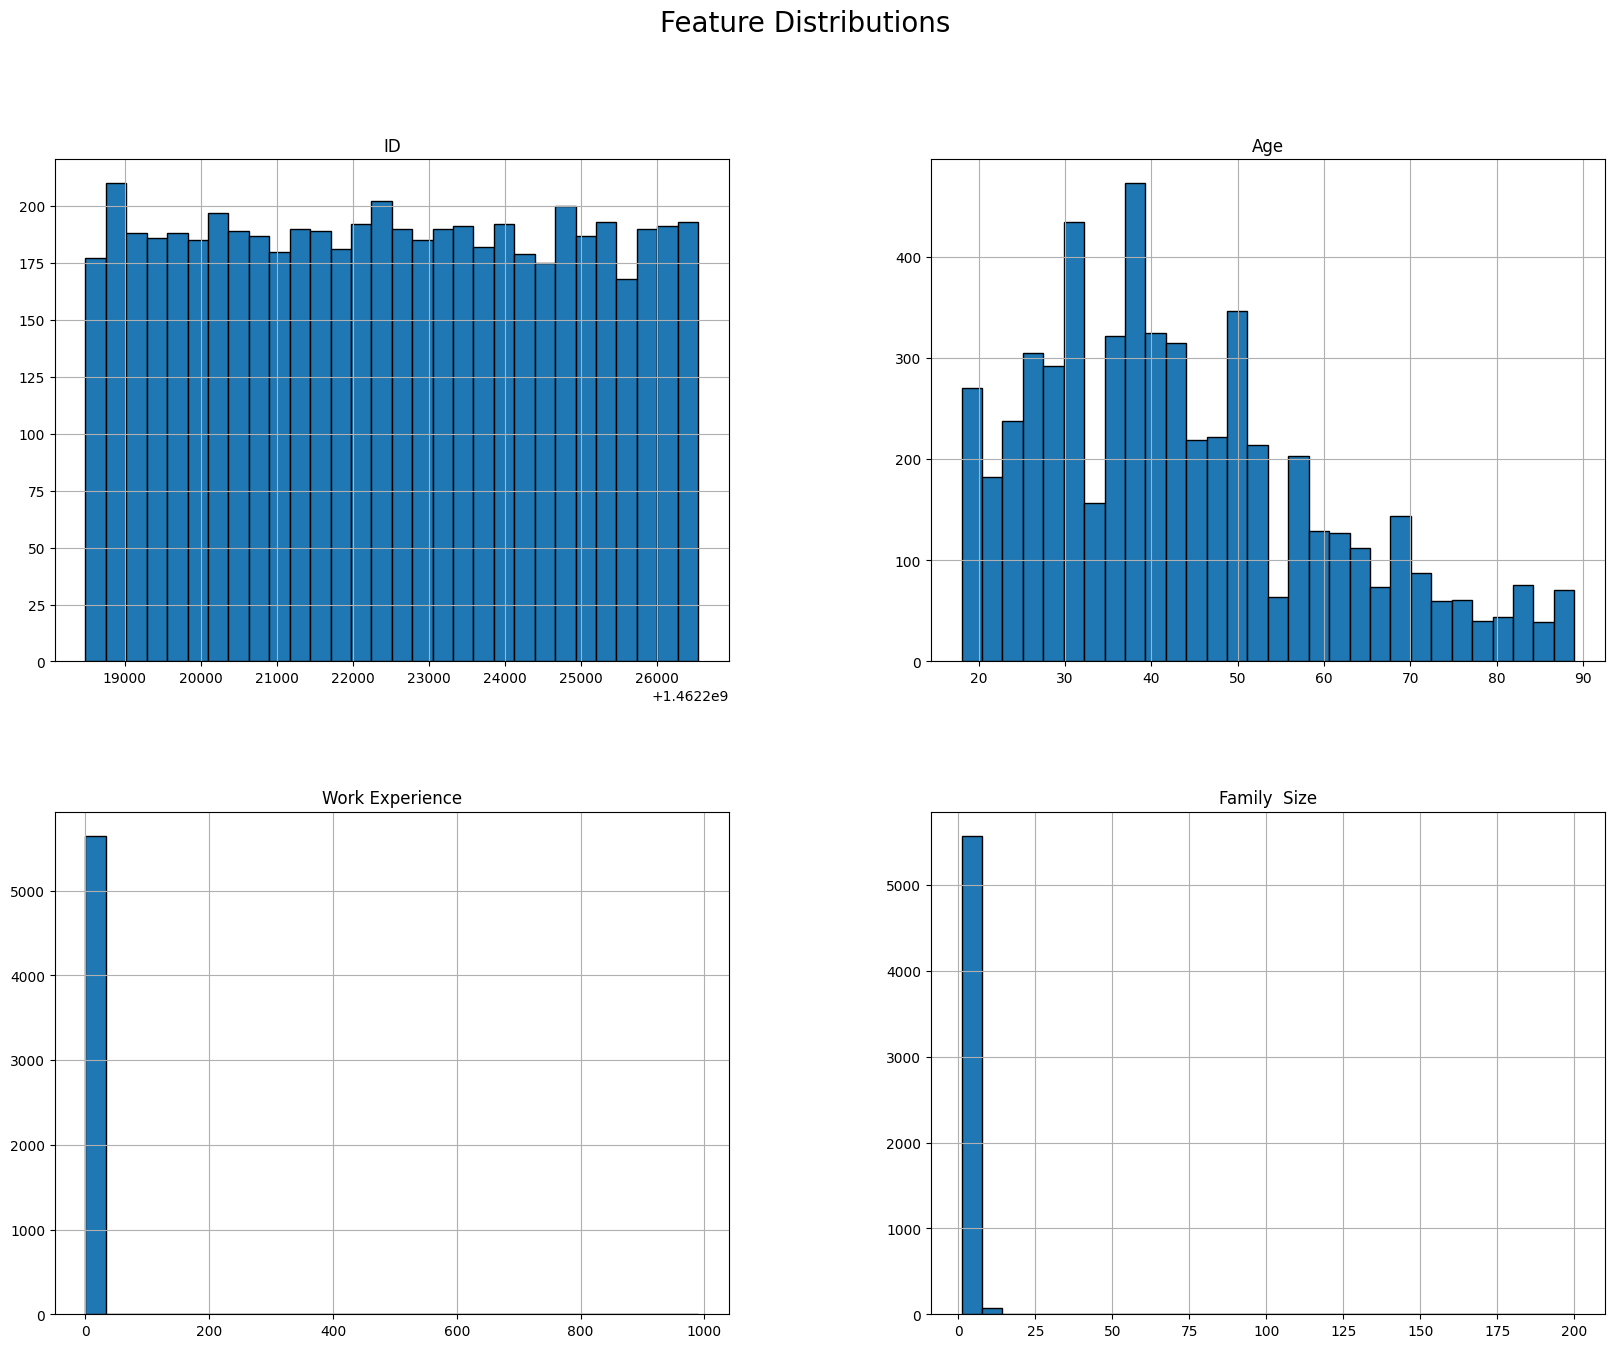 Feature Distributions
ID
200
175
150
125
100
75
50
25
0
19000 20000 21000 22000 23000 24000 25000 26000
+1.4622e9
Age
400
300
200
100
0
20 30 40 50 60 70 80 90
Work Experience
5000
4000
3000
2000
1000
0
0 200 400 600 800 1000
Family  Size
5000
4000
3000
2000
1000
0
0 25 50 75 100 125 150 175 200